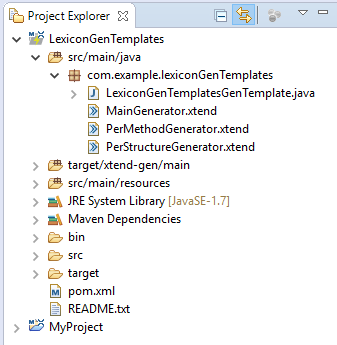 Project Explorer
LexiconGenTemplates
src/main/java
com.example.lexiconGenTemplates
LexiconGenTemplatesGenTemplate.java
MainGenerator.xtend
PerMethodGenerator.xtend
PerStructureGenerator.xtend
target/xtend-gen/main
src/main/resources
JRE System Library [JavaSE-1.7]
Maven Dependencies
bin
src
target
pom.xml
README.txt
MyProject